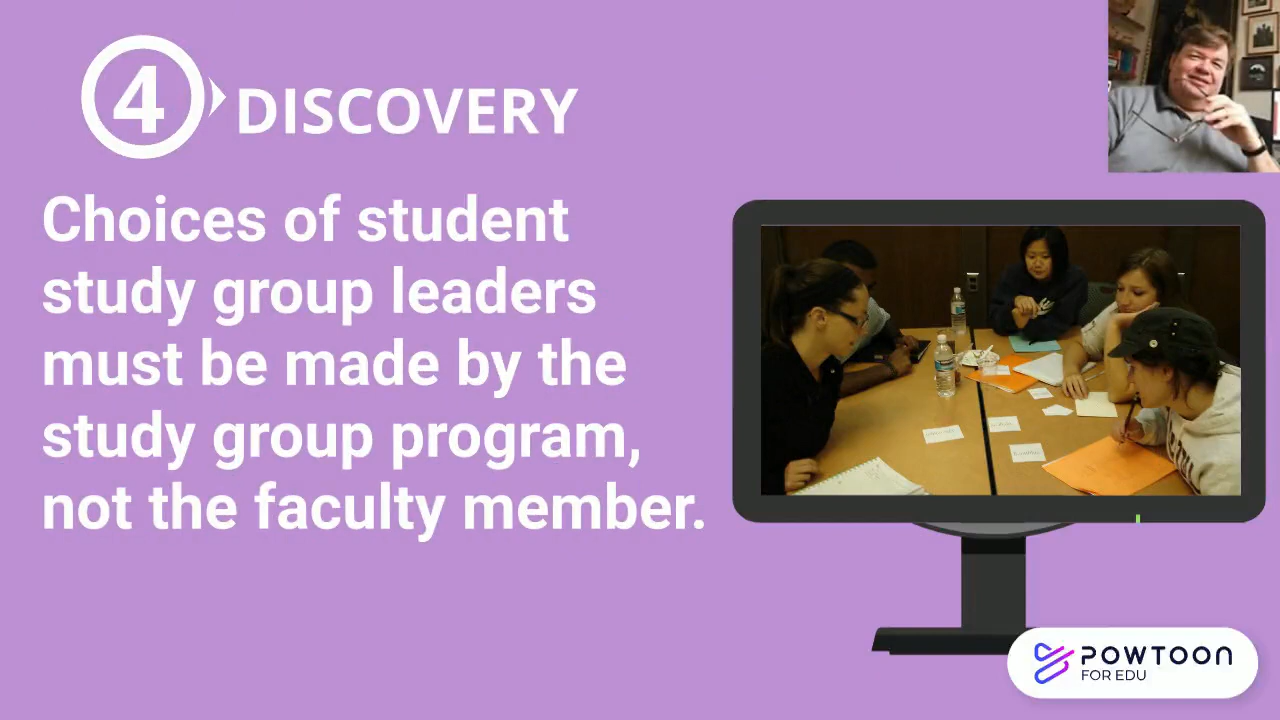 4 DISCOVERY
Choices of student
study group leaders
must be made by the
study group program,
not the faculty member.
POWTOON
FOR EDU